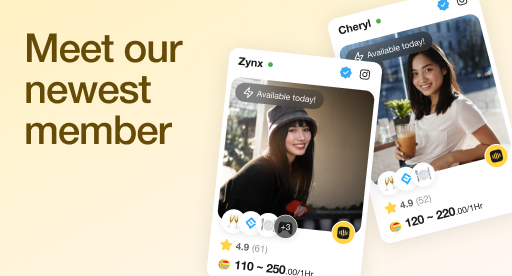 Meet our
newest
member
Zynx
Available today!
+3
4.9 (61)
110 ~ 250.00/1Hr
Cheryl
Available today!
4.9 (52)
120 ~ 220.00/1Hr